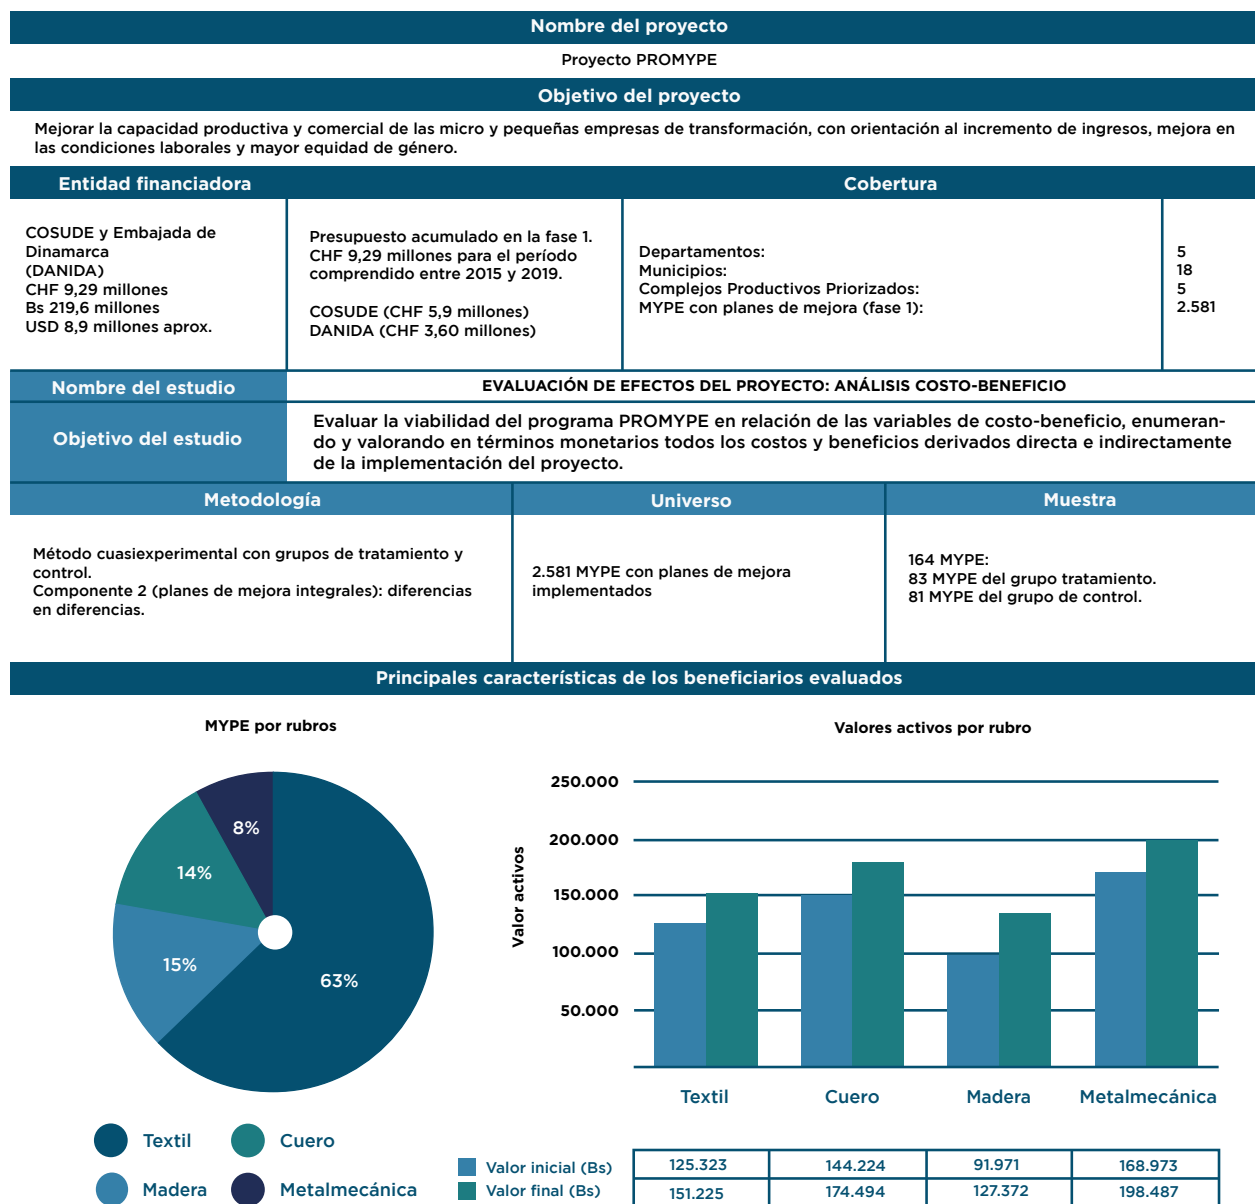 Nombre del proyecto
Proyecto PROMYPE
Objetivo del proyecto
Mejorar la capacidad productiva y comercial de las micro y pequeñas empresas de transformación, con orientación al incremento de ingresos, mejora en
las condiciones laborales y mayor equidad de género.
Entidad financiadora
Cobertura
COSUDE y Embajada de
Dinamarca
(DANIDA)
CHF 9,29 millones
Bs 219,6 millones
USD 8,9 millones aprox.
Presupuesto acumulado en la fase 1.
CHF 9,29 millones para el período
comprendido entre 2015 y 2019.
COSUDE (CHF 5,9 millones)
DANIDA (CHF 3,60 millones)
Departamentos: 5
Municipios: 18
Complejos Productivos Priorizados: 5
MYPE con planes de mejora (fase 1): 2.581
Nombre del estudio
EVALUACIÓN DE EFECTOS DEL PROYECTO: ANÁLISIS COSTO-BENEFICIO
Objetivo del estudio
Evaluar la viabilidad del programa PROMYPE en relación de las variables de costo-beneficio, enumeran-
do y valorando en términos monetarios todos los costos y beneficios derivados directa e indirectamente
de la implementación del proyecto.
Metodología
Universo
Muestra
Método cuasiexperimental con grupos de tratamiento y
control.
Componente 2 (planes de mejora integrales): diferencias
en diferencias.
2.581 MYPE con planes de mejora
implementados
164 MYPE:
83 MYPE del grupo tratamiento.
81 MYPE del grupo de control.
Principales características de los beneficiarios evaluados
MYPE por rubros
8%
14%
15%
63%
Textil
Cuero
Madera
Metalmecánica
Valores activos por rubro
Valor activos
250.000
200.000
150.000
100.000
50.000
Textil
Cuero
Madera
Metalmecánica
Valor inicial (Bs) 125.323 144.224 91.971 168.973
Valor final (Bs) 151.225 174.494 127.372 198.487